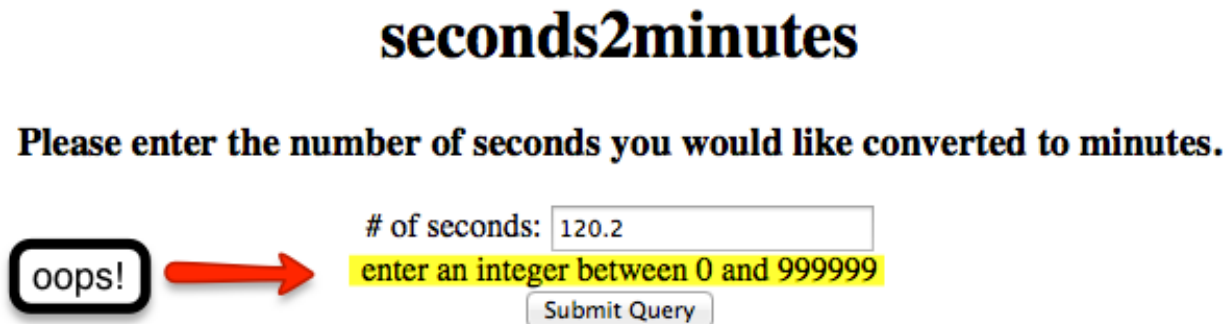 seconds2minutes
Please enter the number of seconds you would like converted to minutes.
# of seconds: 120.2
oops!
enter an integer between 0 and 999999
Submit Query